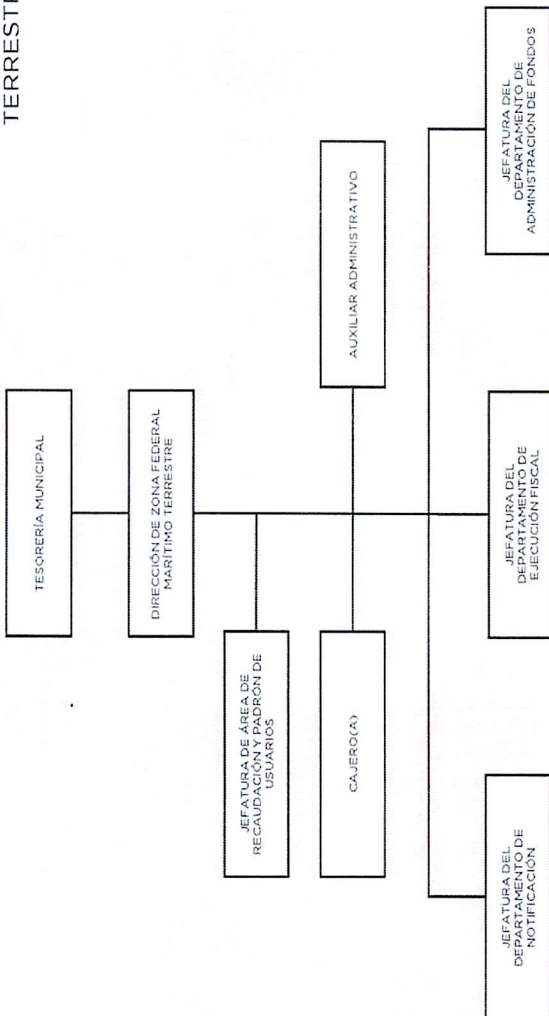 TERRESTRE
TESORERÍA MUNICIPAL
DIRECCIÓN DE ZONA FEDERAL
MARÍTIMO TERRESTRE
JEFATURA DE ÁREA DE
RECAUDACIÓN Y PADRÓN DE
USUARIOS
CAJERO(A)
AUXILIAR ADMINISTRATIVO
JEFATURA DEL
DEPARTAMENTO DE
NOTIFICACIÓN
JEFATURA DEL
DEPARTAMENTO DE
EJECUCIÓN FISCAL
JEFATURA DEL
DEPARTAMENTO DE
ADMINISTRACIÓN DE FONDOS